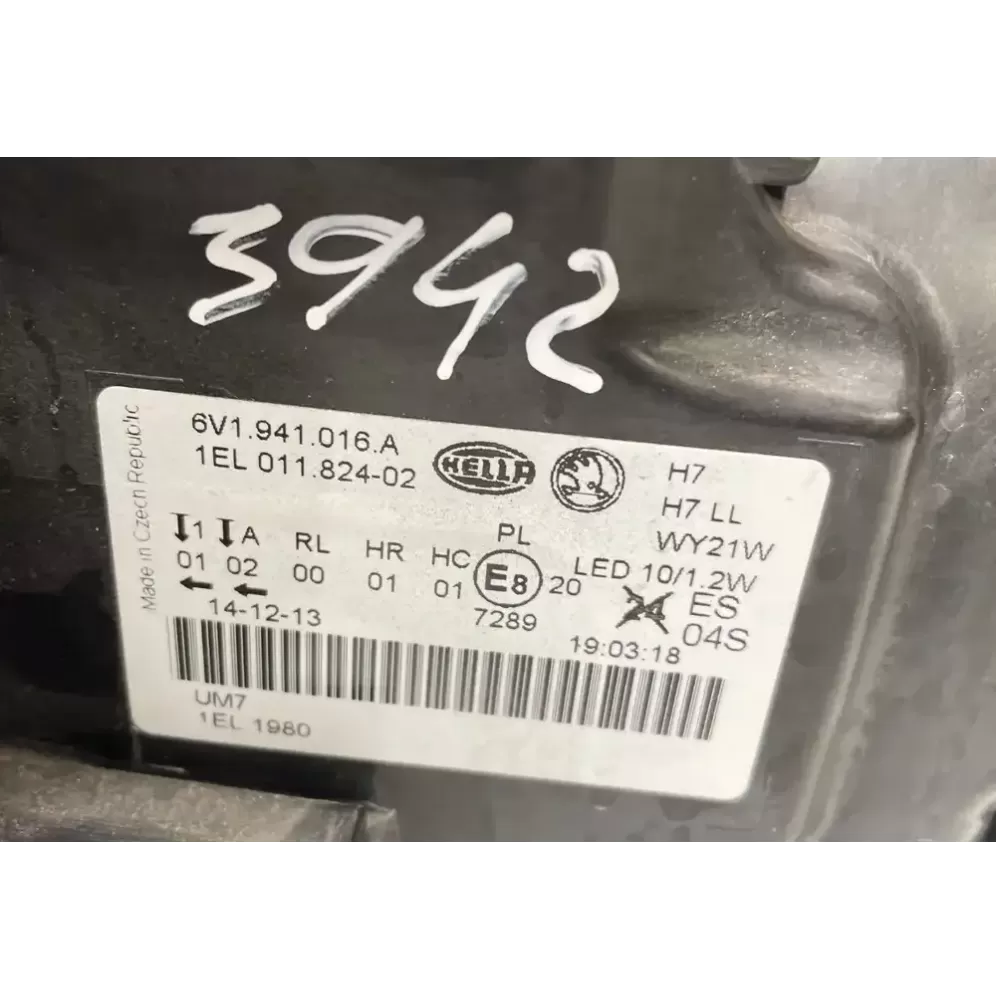 3942
6V1.941.016.A
1EL 011.824-02
HELLA
H7
H7 LL
WY21W
LED 10/1.2W
1 A RL HR HC PL
01 02 00 01 01 E8 20
24 ES
04S
14-12-13
7289
19:03:18
UM7
1EL 1980
Made in Czech Republic